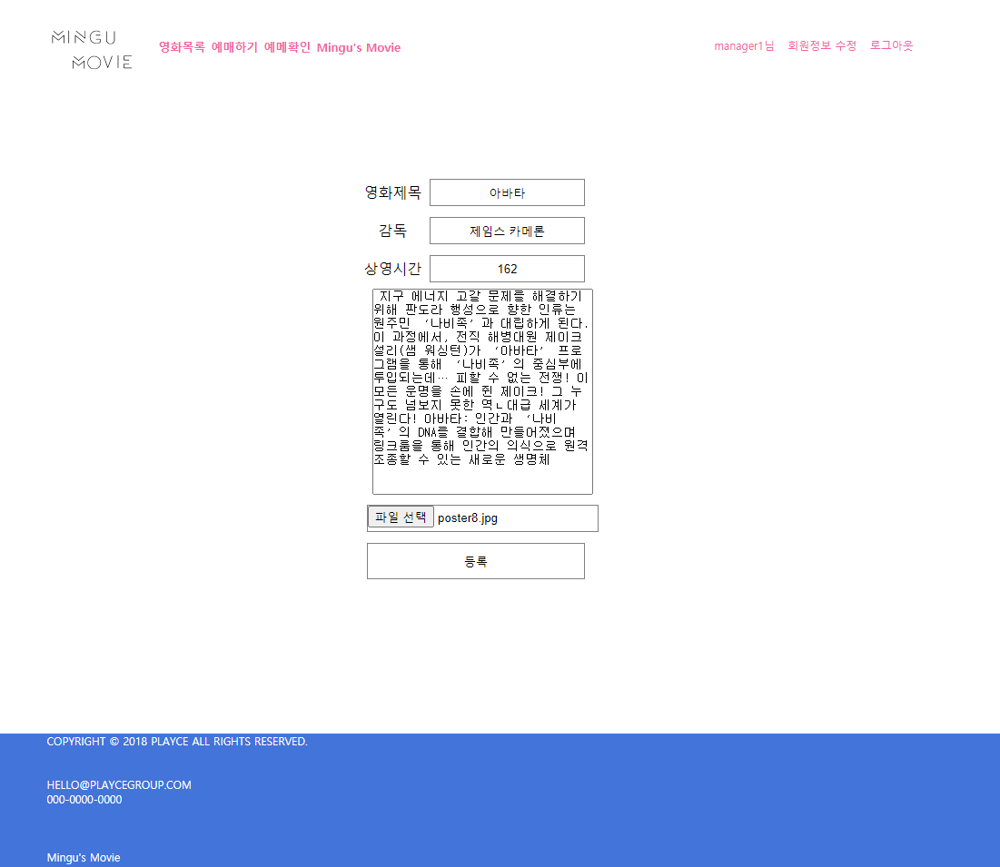 MINGU
MOVIE
영화목록 예매하기 예메확인 Mingu's Movie
manager1님 회원정보 수정 로그아웃
영화제목 아바타
감독 제임스 카메론
상영시간 162
지구 에너지 고갈 문제를 해결하기
위해 판도라 행성으로 향한 인류는
원주민 ‘나비족’의 대립하게 된다.
이 과정에서, 전직 해병대원 제이크
설리(샘 워싱턴)가 ‘아바타’ 프로
그램을 통해 ‘나비족’의 중심부에
투입되는데… 피할 수 없는 전쟁! 이
모든 운명을 손에 쥔 제이크! 그 누
구도 넘보지 못한 역ㄴ대급 세계가
열린다! 아바타: 인간과 ‘나비
족’의 DNA를 결합해 만들어졌으며
링크룸을 통해 인간의 의식으로 원격
조종할 수 있는 새로운 생명체
파일 선택 poster8.jpg
등록
COPYRIGHT © 2018 PLAYCE ALL RIGHTS RESERVED.
HELLO@PLAYCEGROUP.COM
000-0000-0000
Mingu's Movie